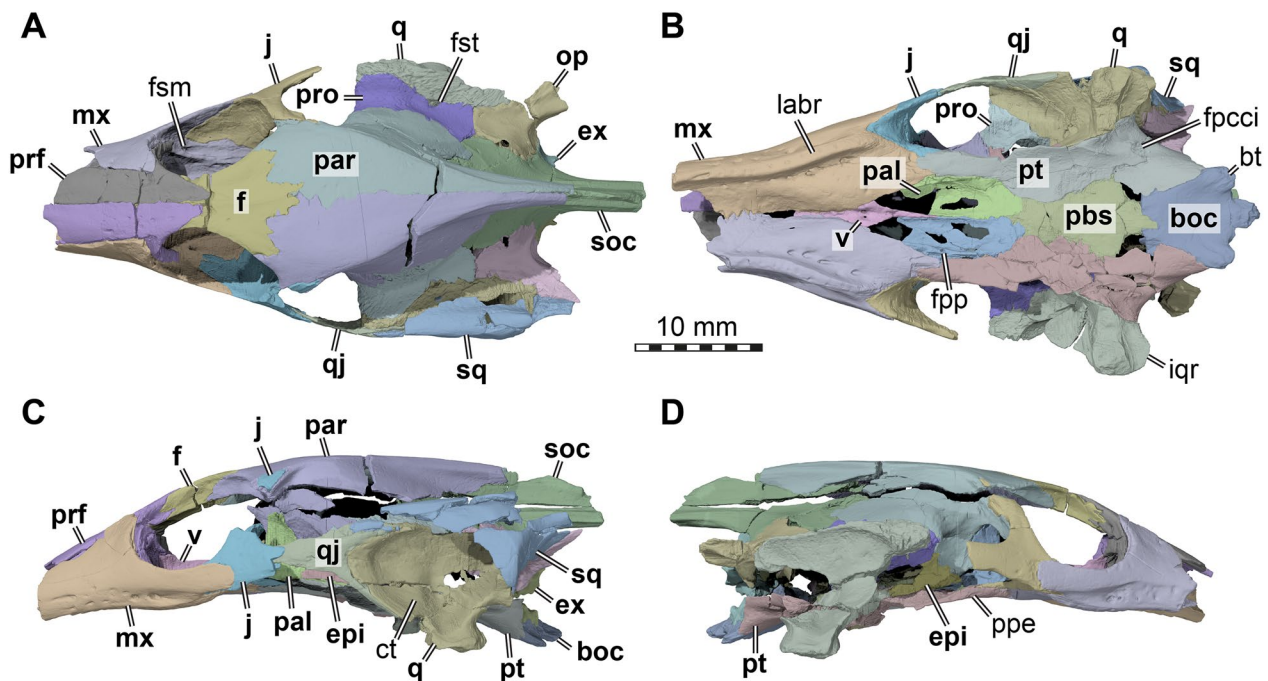 A
q
fst
op
j
fsm
pro
mx
ex
prf
par
f
soc
qj
sq
B
q
qj
sq
j
labr
pro
fpcci
mx
pt
bt
pal
pbs
boc
v
fpp
iqr
10 mm
C
par
j
soc
f
prf
v
qj
sq
ex
mx
j
pal
epi
ct
q
pt
boc
D
pt
epi
ppe